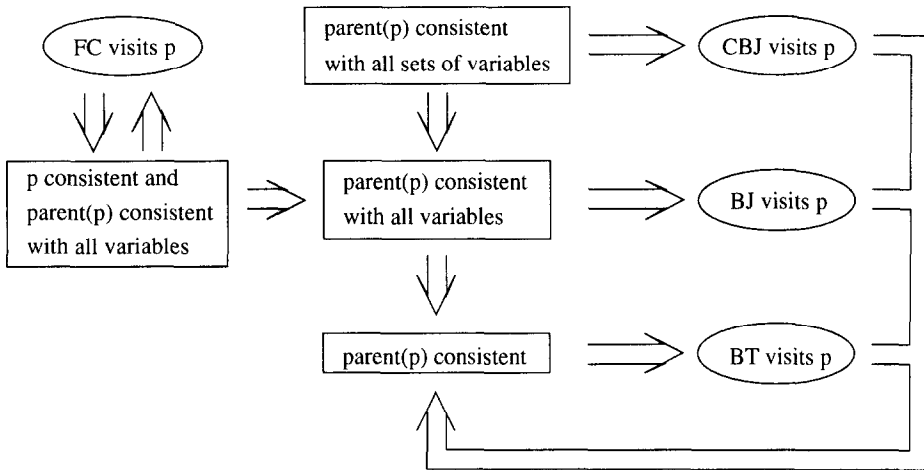 FC visits p
parent(p) consistent
with all sets of variables
CBJ visits p
p consistent and
parent(p) consistent
with all variables
parent(p) consistent
with all variables
BJ visits p
parent(p) consistent
BT visits p